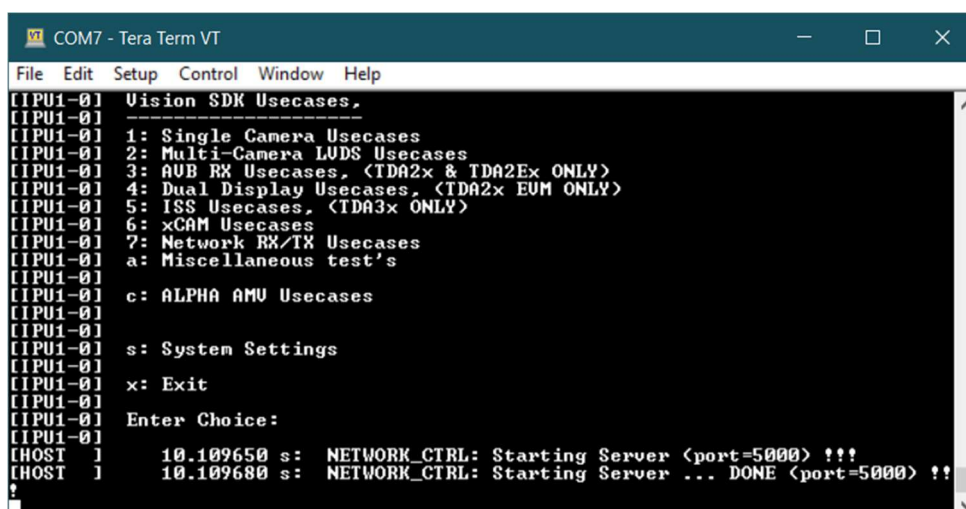 COM7 - Tera Term VT
File Edit Setup Control Window Help
[IPU1-0] Vision SDK Usecases,
[IPU1-0] --------------------
[IPU1-0] 1: Single Camera Usecases
[IPU1-0] 2: Multi-Camera LVDS Usecases
[IPU1-0] 3: AVB RX Usecases, (TDA2x & TDA2Ex ONLY)
[IPU1-0] 4: Dual Display Usecases, (TDA2x EVM ONLY)
[IPU1-0] 5: ISS Usecases, (TDA3x ONLY)
[IPU1-0] 6: xCAM Usecases
[IPU1-0] 7: Network RX/TX Usecases
[IPU1-0] a: Miscellaneous test's
[IPU1-0]
[IPU1-0] c: ALPHA AMV Usecases
[IPU1-0]
[IPU1-0]
[IPU1-0] s: System Settings
[IPU1-0]
[IPU1-0] x: Exit
[IPU1-0]
[IPU1-0] Enter Choice:
[IPU1-0]
[HOST ] 10.109650 s: NETWORK_CTRL: Starting Server (port=5000) !!!
[HOST ] 10.109680 s: NETWORK_CTRL: Starting Server ... DONE (port=5000) !!
!